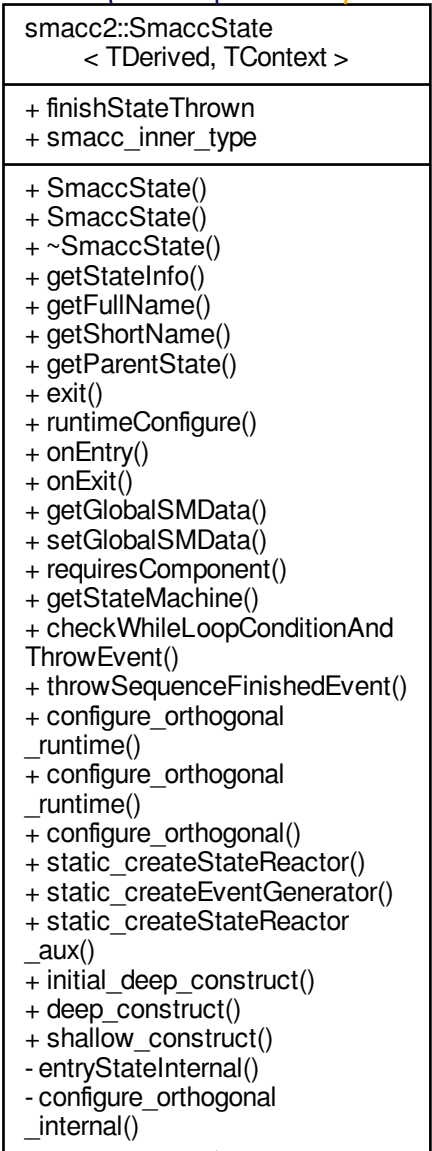 smacc2::SmaccState
< TDerived, TContext >
+ finishStateThrown
+ smacc_inner_type
+ SmaccState()
+ SmaccState()
+ ~SmaccState()
+ getStateInfo()
+ getFullName()
+ getShortName()
+ getParentState()
+ exit()
+ runtimeConfigure()
+ onEntry()
+ onExit()
+ getGlobalSMData()
+ setGlobalSMData()
+ requiresComponent()
+ getStateMachine()
+ checkWhileLoopConditionAnd
ThrowEvent()
+ throwSequenceFinishedEvent()
+ configure_orthogonal
_runtime()
+ configure_orthogonal
_runtime()
+ configure_orthogonal()
+ static_createStateReactor()
+ static_createEventGenerator()
+ static_createStateReactor
_aux()
+ initial_deep_construct()
+ deep_construct()
+ shallow_construct()
- entryStateInternal()
- configure_orthogonal
_internal()